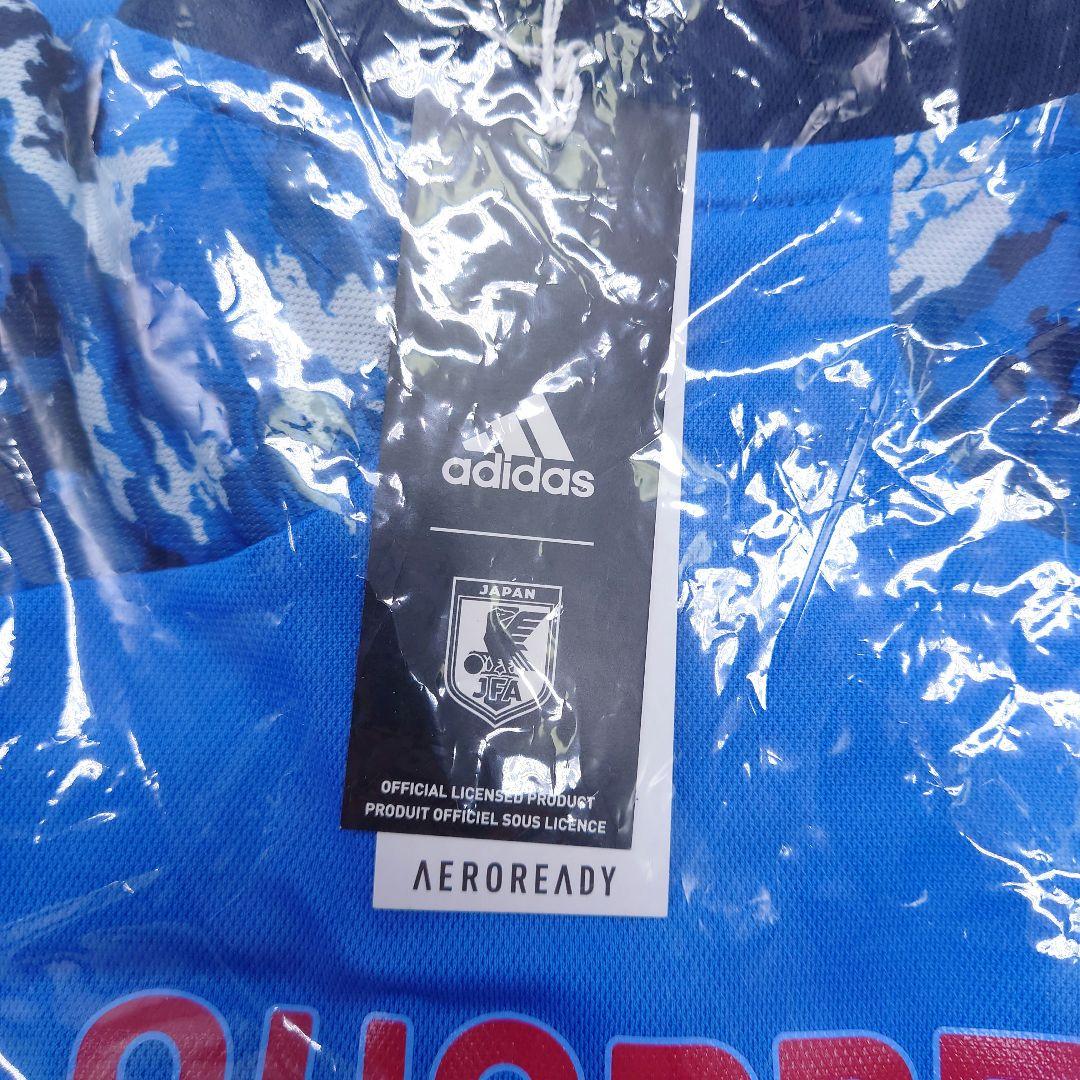 adidas
JAPAN
JFA
OFFICIAL LICENSED PRODUCT
PRODUIT OFFICIEL SOUS LICENCE
AEROREADY